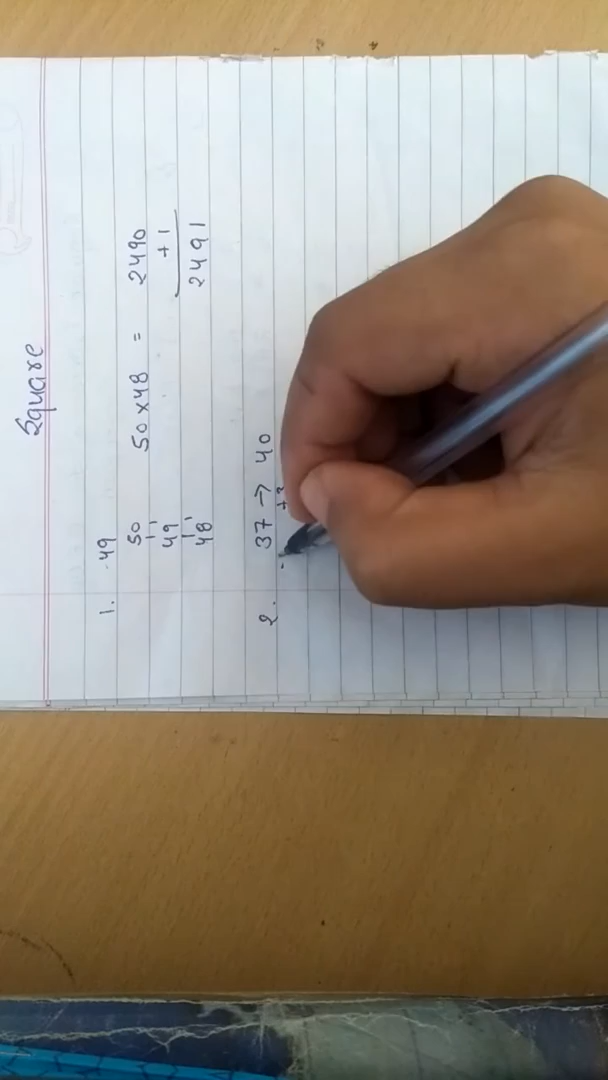 Square
1. 49
50 50 x 48 = 2490
49 + 1
48 2491
2. 37 → 40